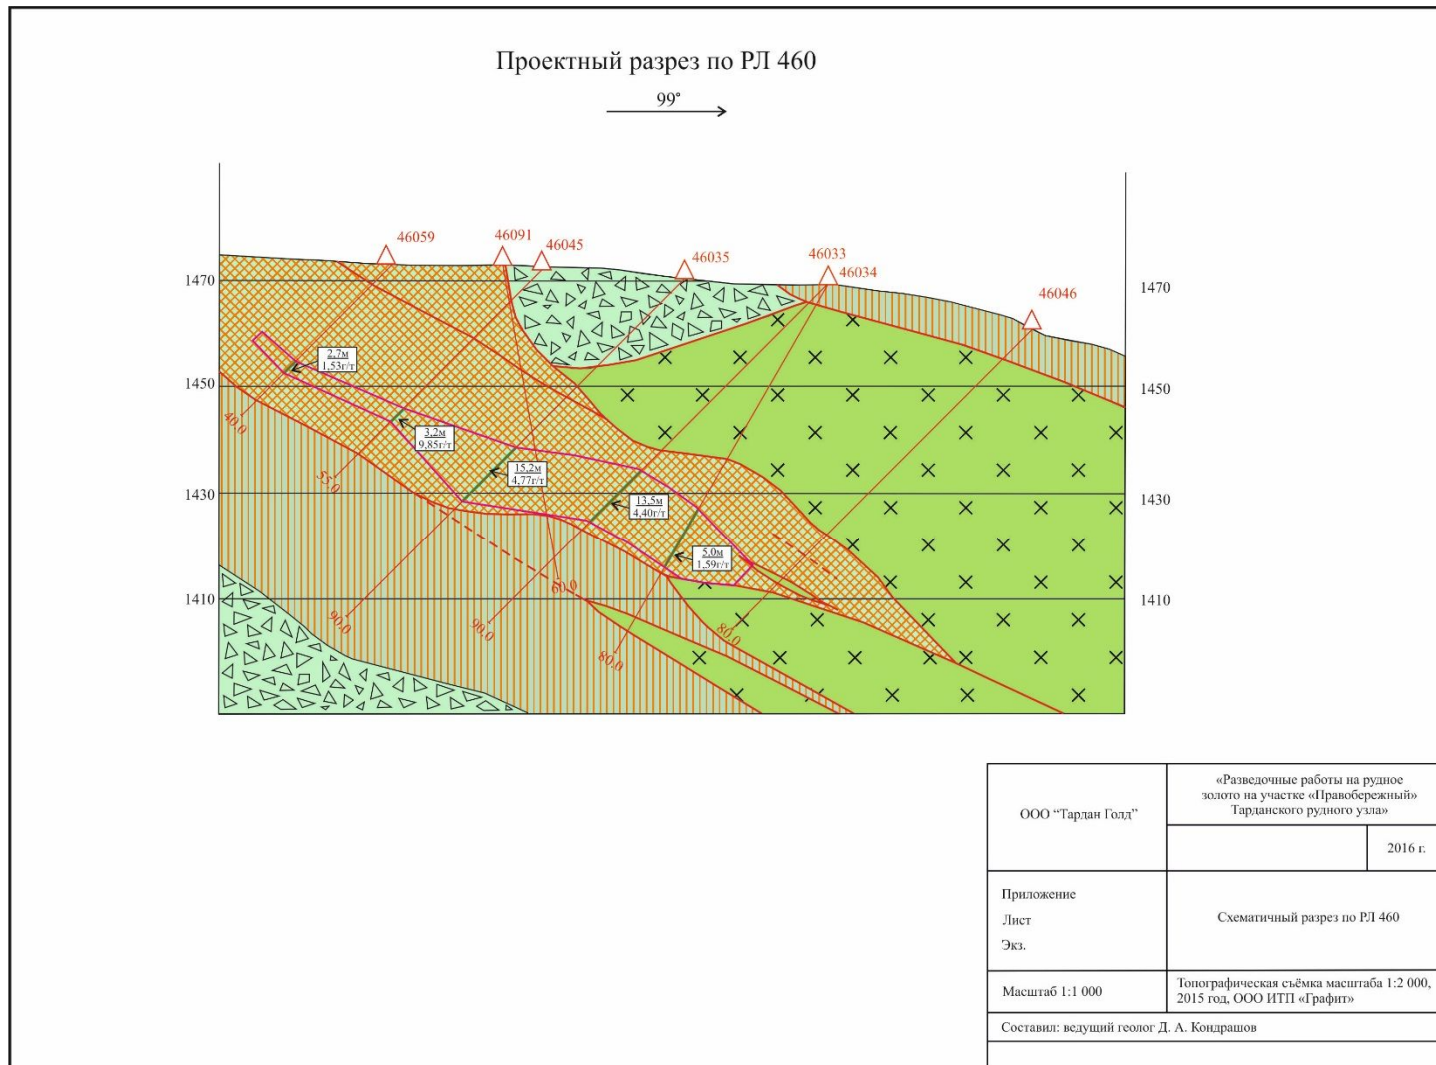 Проектный разрез по РЛ 460
99°
46059
46091
46045
46035
46033
46034
46046
1470
1470
1450
1450
1430
1430
1410
1410
2,7м
1,53г/т
3,2м
9,85г/т
15,2м
4,77г/т
13,5м
4,40г/т
5,0м
1,59г/т
40.0
55.0
90.0
90.0
60.0
80.0
80.0
ООО “Тардан Голд”
«Разведочные работы на рудное
золото на участке «Правобережный»
Тарданского рудного узла»
2016 г.
Приложение
Лист
Экз.
Схематичный разрез по РЛ 460
Масштаб 1:1 000
Топографическая съёмка масштаба 1:2 000,
2015 год, ООО ИТП «Графит»
Составил: ведущий геолог Д. А. Кондрашов